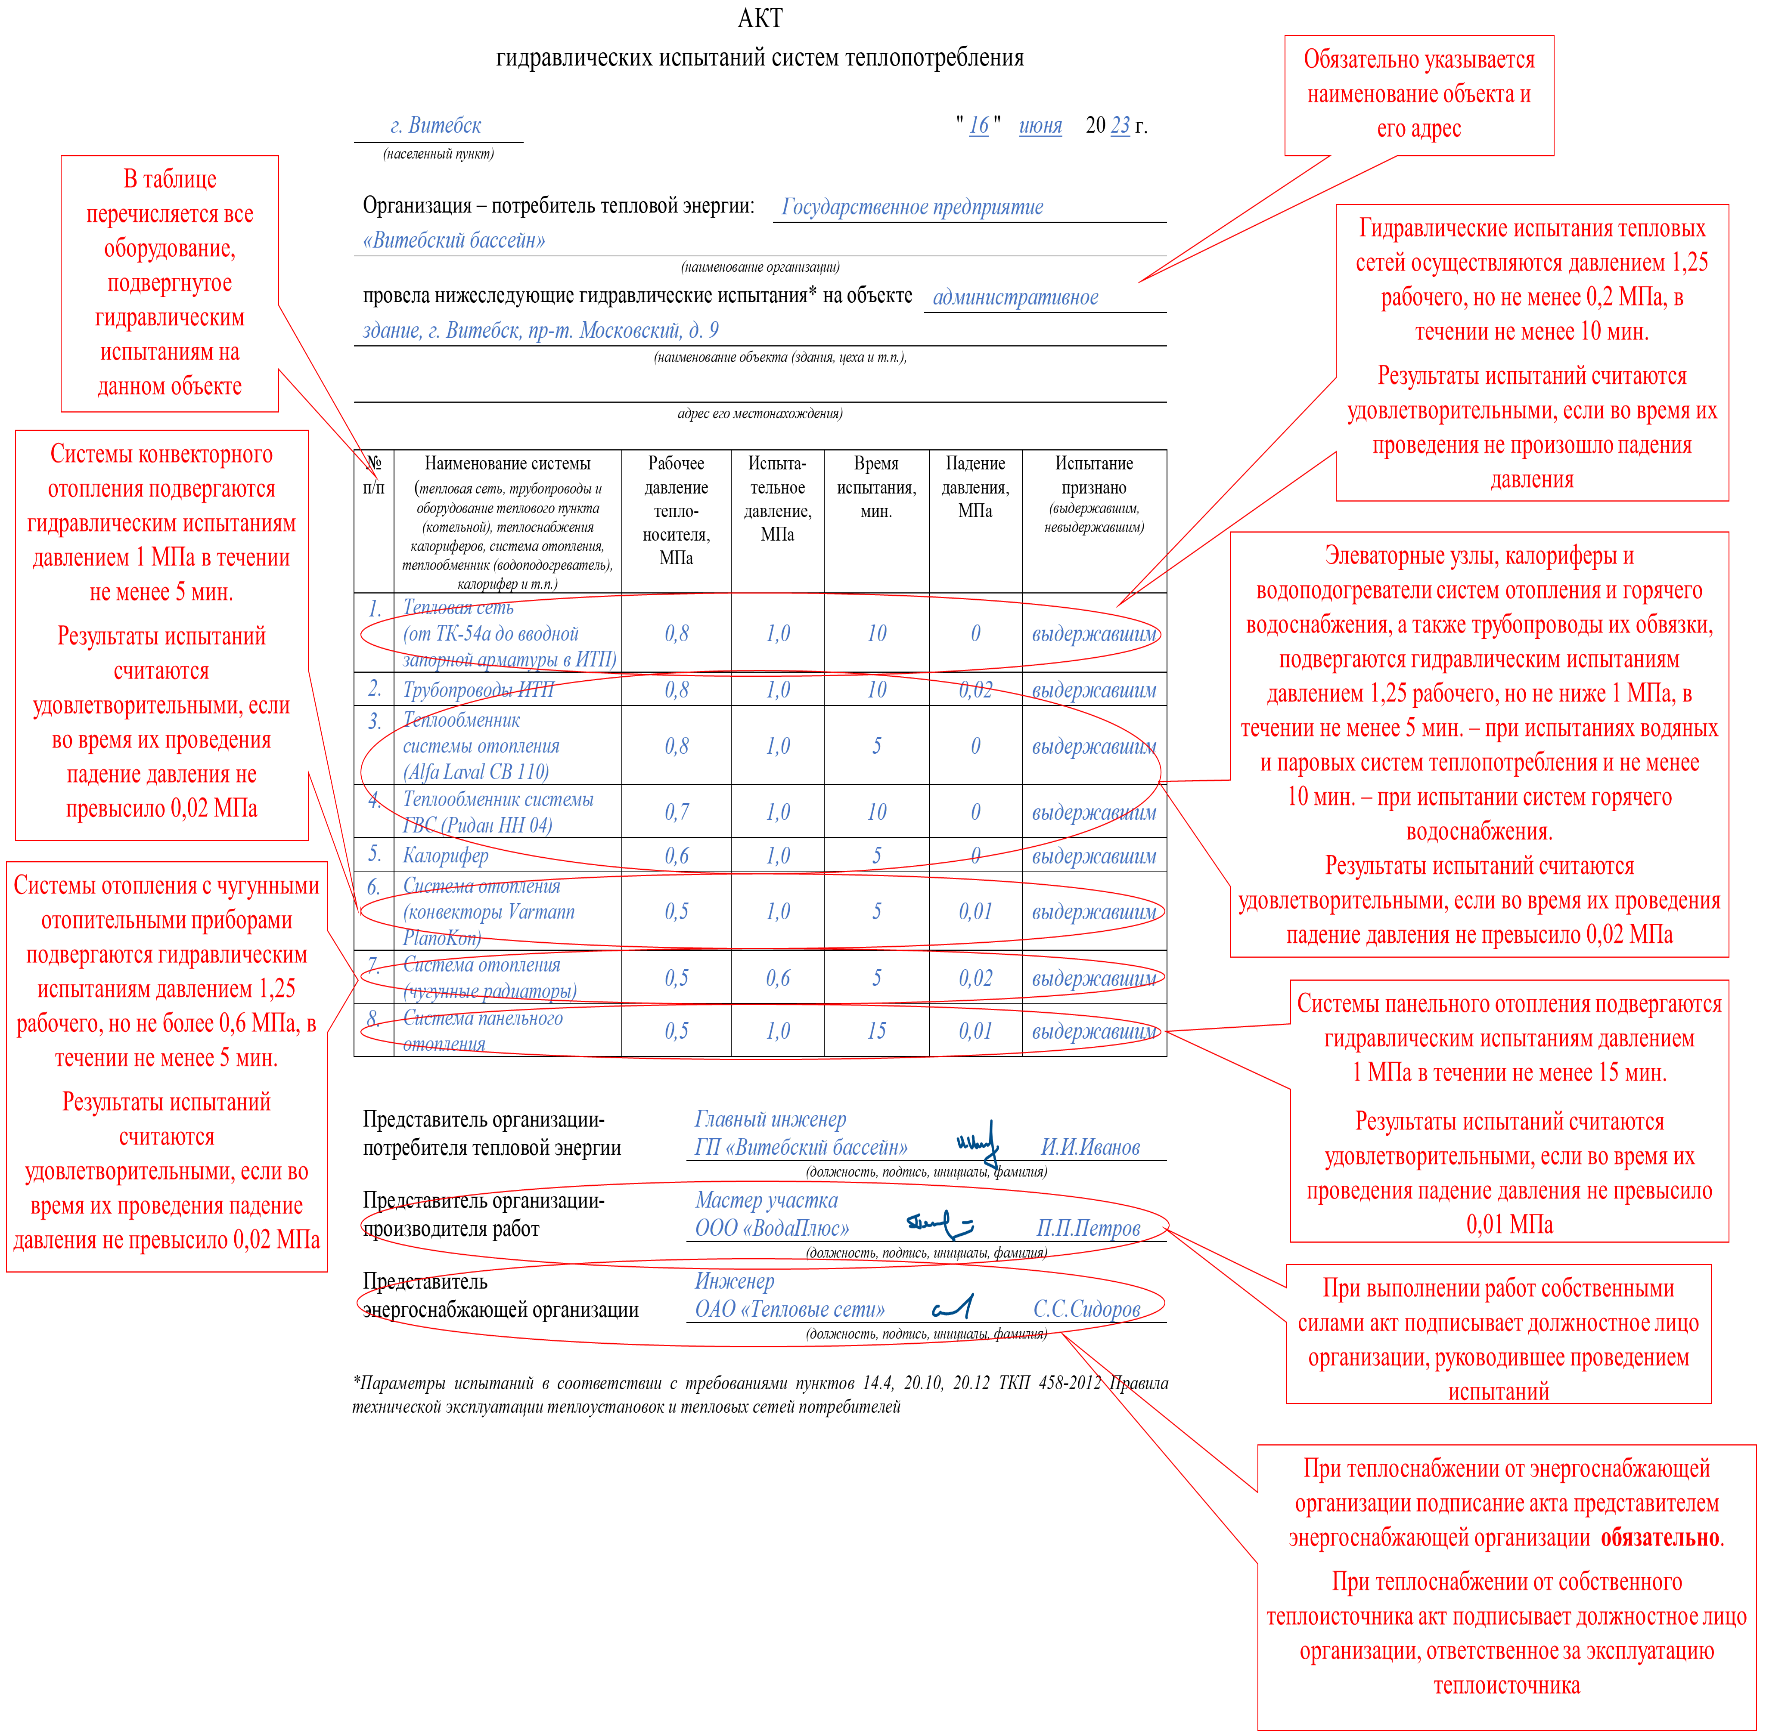 АКТ
гидравлических испытаний систем теплопотребления
г. Витебск
" 16 " июня 20 23 г.
(населенный пункт)
Организация – потребитель тепловой энергии: Государственное предприятие
«Витебский бассейн»
(наименование организации)
провела нижеследующие гидравлические испытания* на объекте административное
здание, г. Витебск, пр-т. Московский, д. 9
(наименование объекта (здания, цеха и т.п.),
адрес его местонахождения)
№
п/п
Наименование системы
(тепловая сеть, трубопроводы и
оборудование теплового пункта
(котельной), теплоснабжения
калориферов, система отопления,
теплообменник (водоподогреватель),
калорифер и т.п.)
Рабочее
давление
тепло-
носителя,
МПа
Испыта-
тельное
давление,
МПа
Время
испытания,
мин.
Падение
давления,
МПа
Испытание
признано
(выдержавшим,
невыдержавшим)
1. Тепловая сеть
(от ТК-54а до вводной 0,8 1,0 10 0 выдержавшим
запорной арматуры в ИТП)
2. Трубопроводы ИТП 0,8 1,0 10 0,02 выдержавшим
3. Теплообменник
системы отопления 0,8 1,0 5 0 выдержавшим
(Alfa Laval CB 110)
4. Теплообменник системы
ГВС (Ридан НН 04) 0,7 1,0 10 0 выдержавшим
5. Калорифер 0,6 1,0 5 0 выдержавшим
6. Система отопления
(конвекторы Varmann 0,5 1,0 5 0,01 выдержавшим
PlanoKon)
7. Система отопления
(чугунные радиаторы) 0,5 0,6 5 0,02 выдержавшим
8. Система панельного
отопления 0,5 1,0 15 0,01 выдержавшим
Представитель организации-
потребителя тепловой энергии
Главный инженер
ГП «Витебский бассейн» И.И.Иванов
(должность, подпись, инициалы, фамилия)
Представитель организации-
производителя работ
Мастер участка
ООО «ВодаПлюс» П.П.Петров
(должность, подпись, инициалы, фамилия)
Представитель
энергоснабжающей организации
Инженер
ОАО «Тепловые сети» С.С.Сидоров
(должность, подпись, инициалы, фамилия)
*Параметры испытаний в соответствии с требованиями пунктов 14.4, 20.10, 20.12 ТКП 458-2012 Правила
технической эксплуатации теплоустановок и тепловых сетей потребителей
В таблице
перечисляется все
оборудование,
подвергнутое
гидравлическим
испытаниям на
данном объекте
Системы конвекторного
отопления подвергаются
гидравлическим испытаниям
давлением 1 МПа в течении
не менее 5 мин.
Результаты испытаний
считаются
удовлетворительными, если
во время их проведения
падение давления не
превысило 0,02 МПа
Системы отопления с чугунными
отопительными приборами
подвергаются гидравлическим
испытаниям давлением 1,25
рабочего, но не более 0,6 МПа, в
течении не менее 5 мин.
Результаты испытаний
считаются
удовлетворительными, если во
время их проведения падение
давления не превысило 0,02 МПа
Обязательно указывается
наименование объекта и
его адрес
Гидравлические испытания тепловых
сетей осуществляются давлением 1,25
рабочего, но не менее 0,2 МПа, в
течении не менее 10 мин.
Результаты испытаний считаются
удовлетворительными, если во время их
проведения не произошло падения
давления
Элеваторные узлы, калориферы и
водоподогреватели систем отопления и горячего
водоснабжения, а также трубопроводы их обвязки,
подвергаются гидравлическим испытаниям
давлением 1,25 рабочего, но не ниже 1 МПа, в
течении не менее 5 мин. – при испытаниях водяных
и паровых систем теплопотребления и не менее
10 мин. – при испытании систем горячего
водоснабжения.
Результаты испытаний считаются
удовлетворительными, если во время их проведения
падение давления не превысило 0,02 МПа
Системы панельного отопления подвергаются
гидравлическим испытаниям давлением
1 МПа в течении не менее 15 мин.
Результаты испытаний считаются
удовлетворительными, если во время их
проведения падение давления не превысило
0,01 МПа
При выполнении работ собственными
силами акт подписывает должностное лицо
организации, руководившее проведением
испытаний
При теплоснабжении от энергоснабжающей
организации подписание акта представителем
энергоснабжающей организации обязательно.
При теплоснабжении от собственного
теплоисточника акт подписывает должностное лицо
организации, ответственное за эксплуатацию
теплоисточника